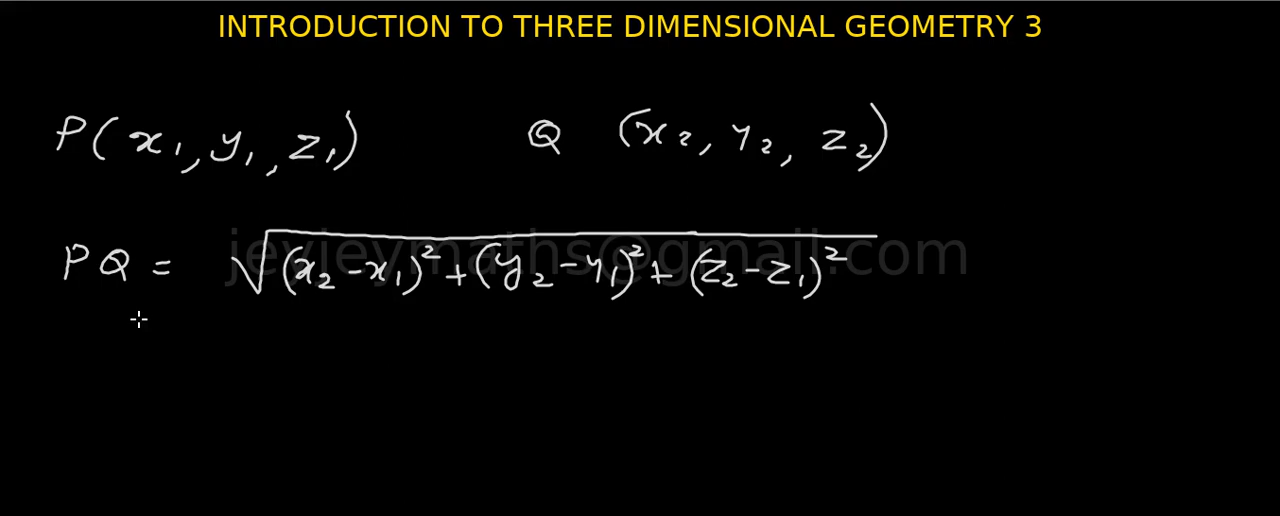 INTRODUCTION TO THREE DIMENSIONAL GEOMETRY 3
P(x₁, y₁, z₁) Q (x₂, y₂, z₂)
PQ = √((x₂-x₁)²+(y₂-y₁)²+(z₂-z₁)²)
jeyjeymaths@gmail.com